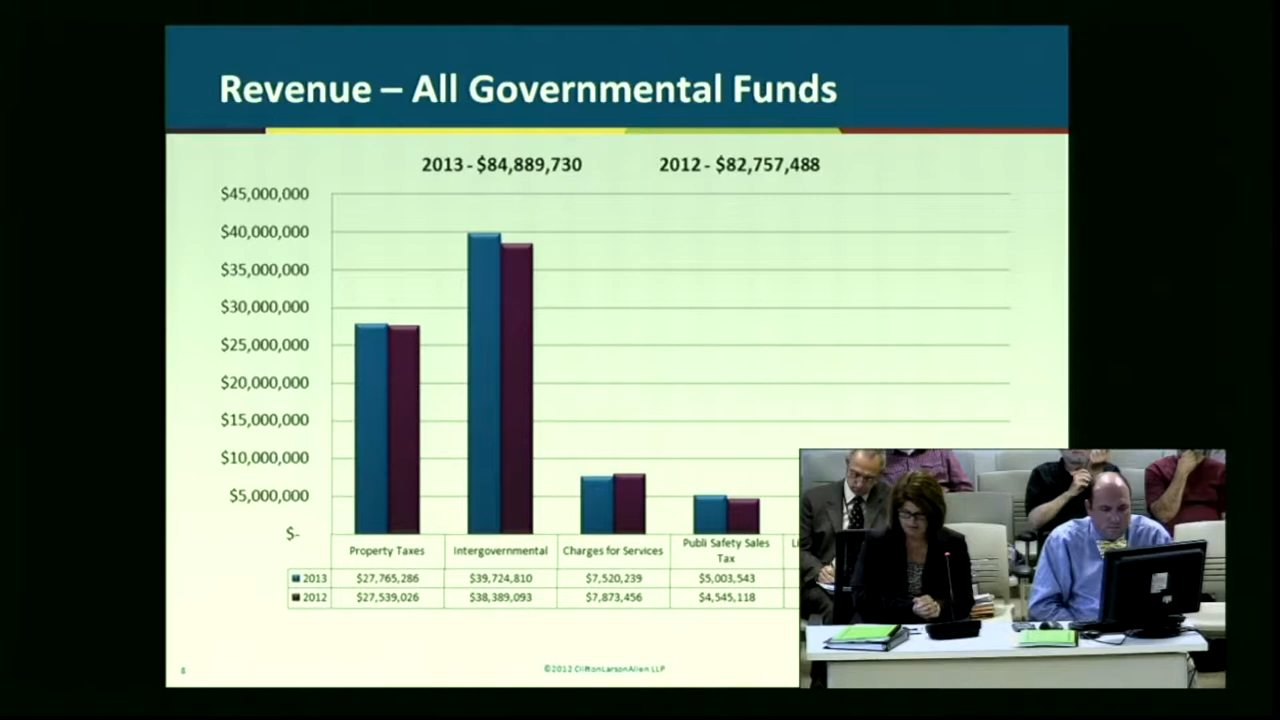 Revenue – All Governmental Funds
2013 - $84,889,730 2012 - $82,757,488
$45,000,000
$40,000,000
$35,000,000
$30,000,000
$25,000,000
$20,000,000
$15,000,000
$10,000,000
$5,000,000
$-
Property Taxes Intergovernmental Charges for Services Publi Safety Sales Tax
2013 $27,765,286 $39,724,810 $7,520,239 $5,003,543
2012 $27,539,026 $38,389,093 $7,873,456 $4,545,118
8
©2012 CliftonLarsonAllen LLP